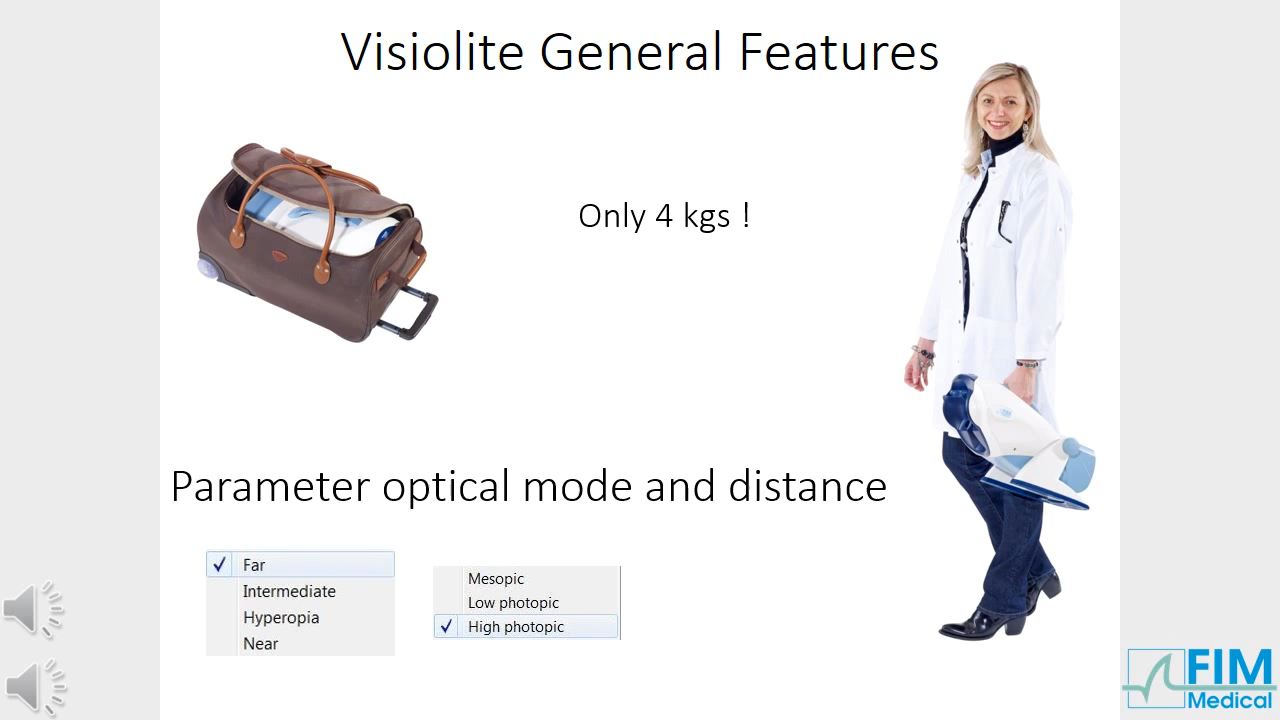 Visiolite General Features
Only 4 kgs !
Parameter optical mode and distance
Far
Intermediate
Hyperopia
Near
Mesopic
Low photopic
High photopic
FIM
Medical